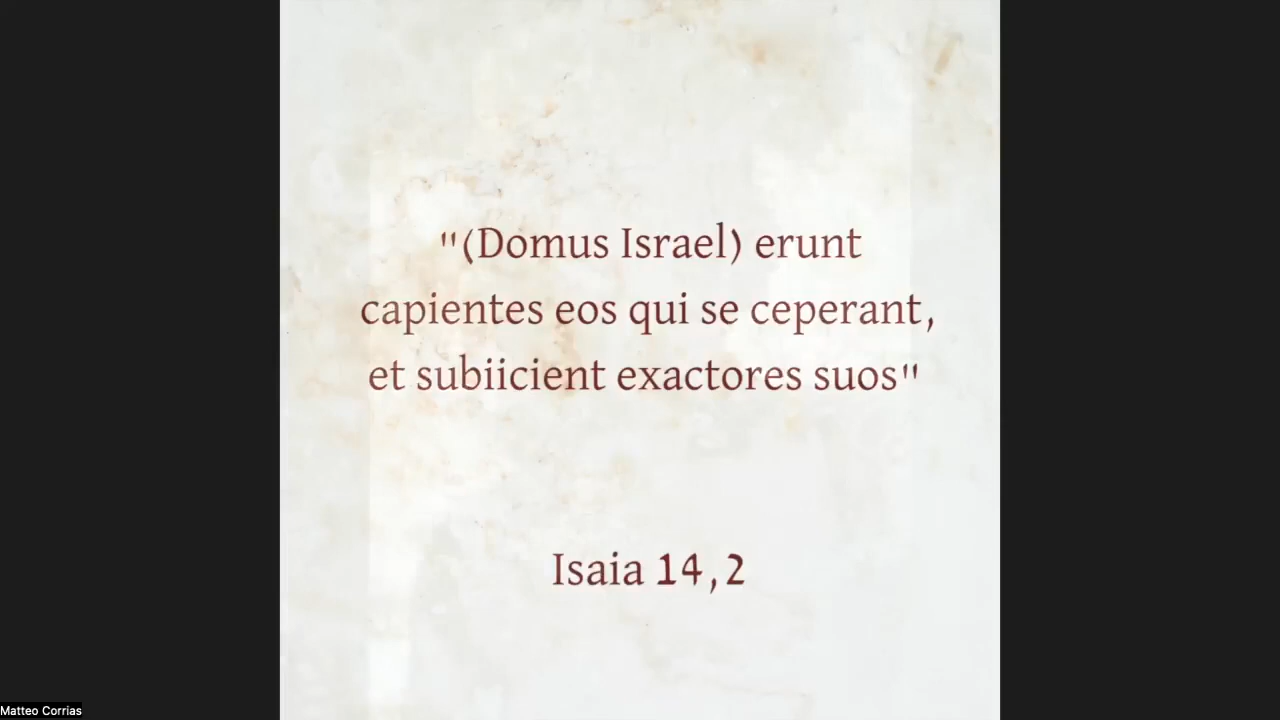 "(Domus Israel) erunt
capientes eos qui se ceperant,
et subiicient exactores suos"
Isaia 14,2
Matteo Corrias